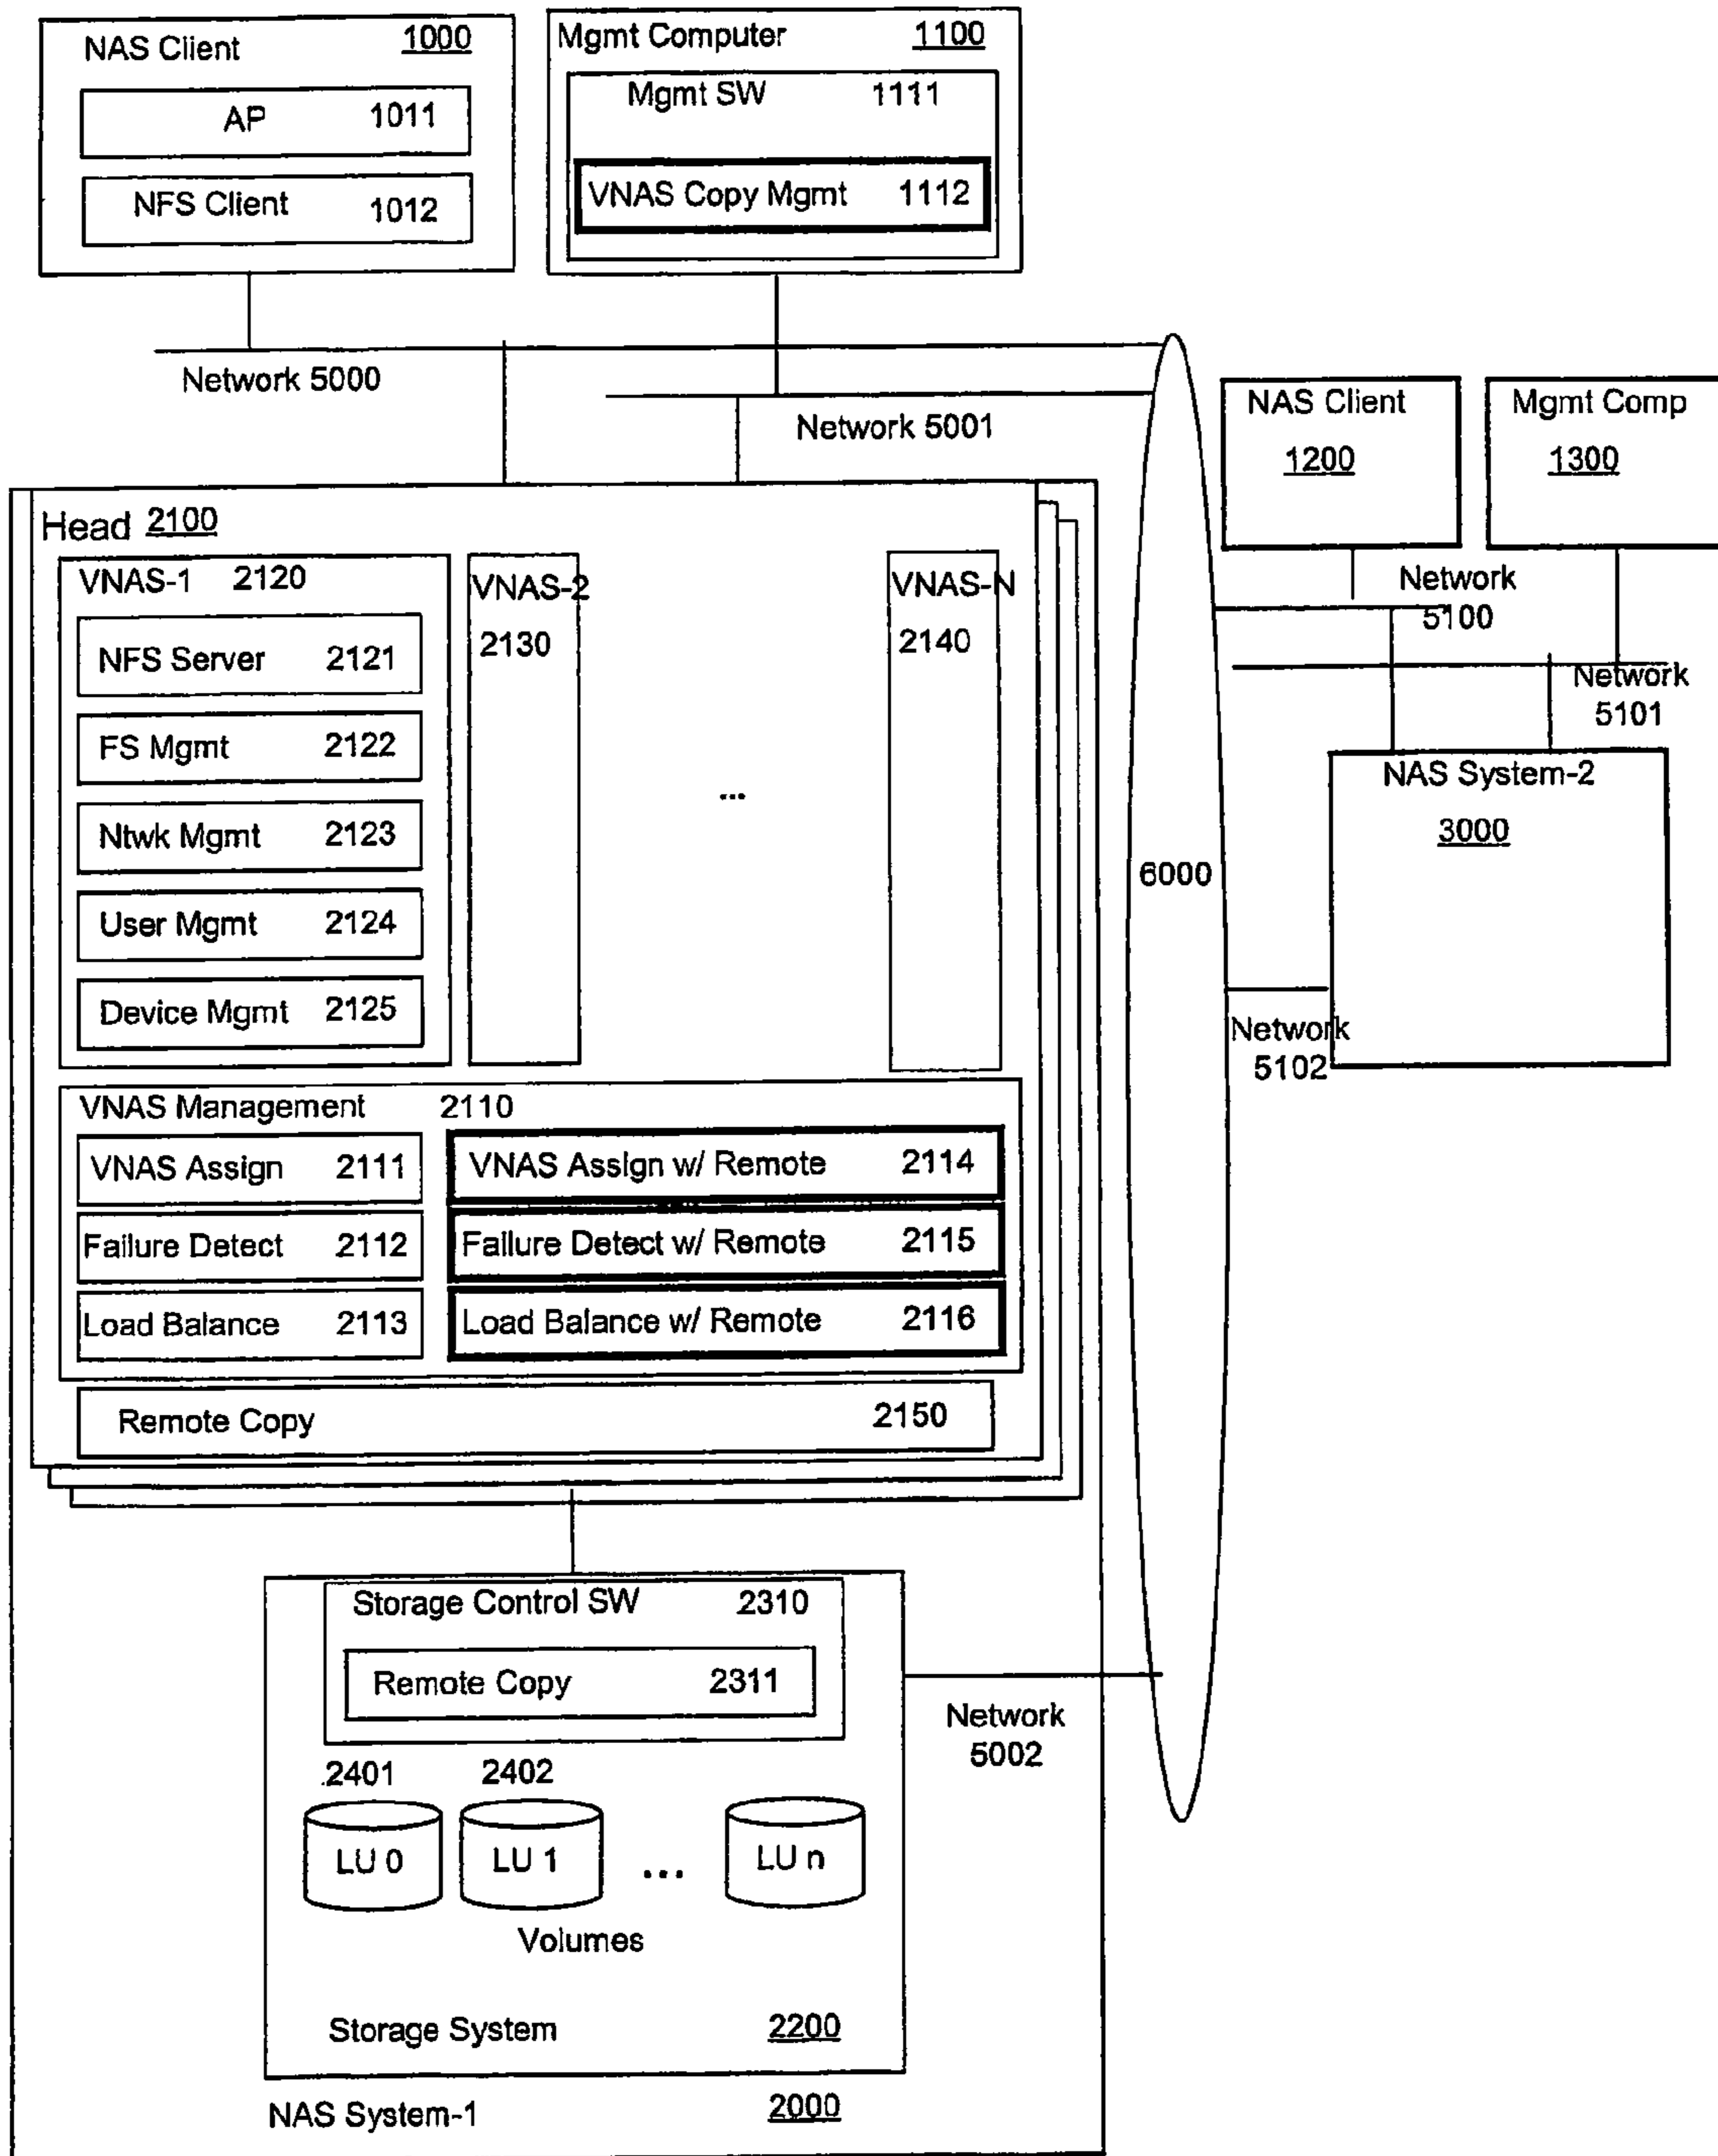 NAS Client 1000
AP 1011
NFS Client 1012
Mgmt Computer 1100
Mgmt SW 1111
VNAS Copy Mgmt 1112
Network 5000
Network 5001
NAS Client
1200
Mgmt Comp
1300
Network
5100
Network
5101
NAS System-2
3000
6000
Network
5102
Head 2100
VNAS-1 2120
NFS Server 2121
FS Mgmt 2122
Ntwk Mgmt 2123
User Mgmt 2124
Device Mgmt 2125
VNAS-2
2130
...
VNAS-N
2140
VNAS Management 2110
VNAS Assign 2111
Failure Detect 2112
Load Balance 2113
VNAS Assign w/ Remote 2114
Failure Detect w/ Remote 2115
Load Balance w/ Remote 2116
Remote Copy 2150
Storage Control SW 2310
Remote Copy 2311
Network
5002
2401 2402
LU 0 LU 1 ... LU n
Volumes
Storage System 2200
NAS System-1 2000